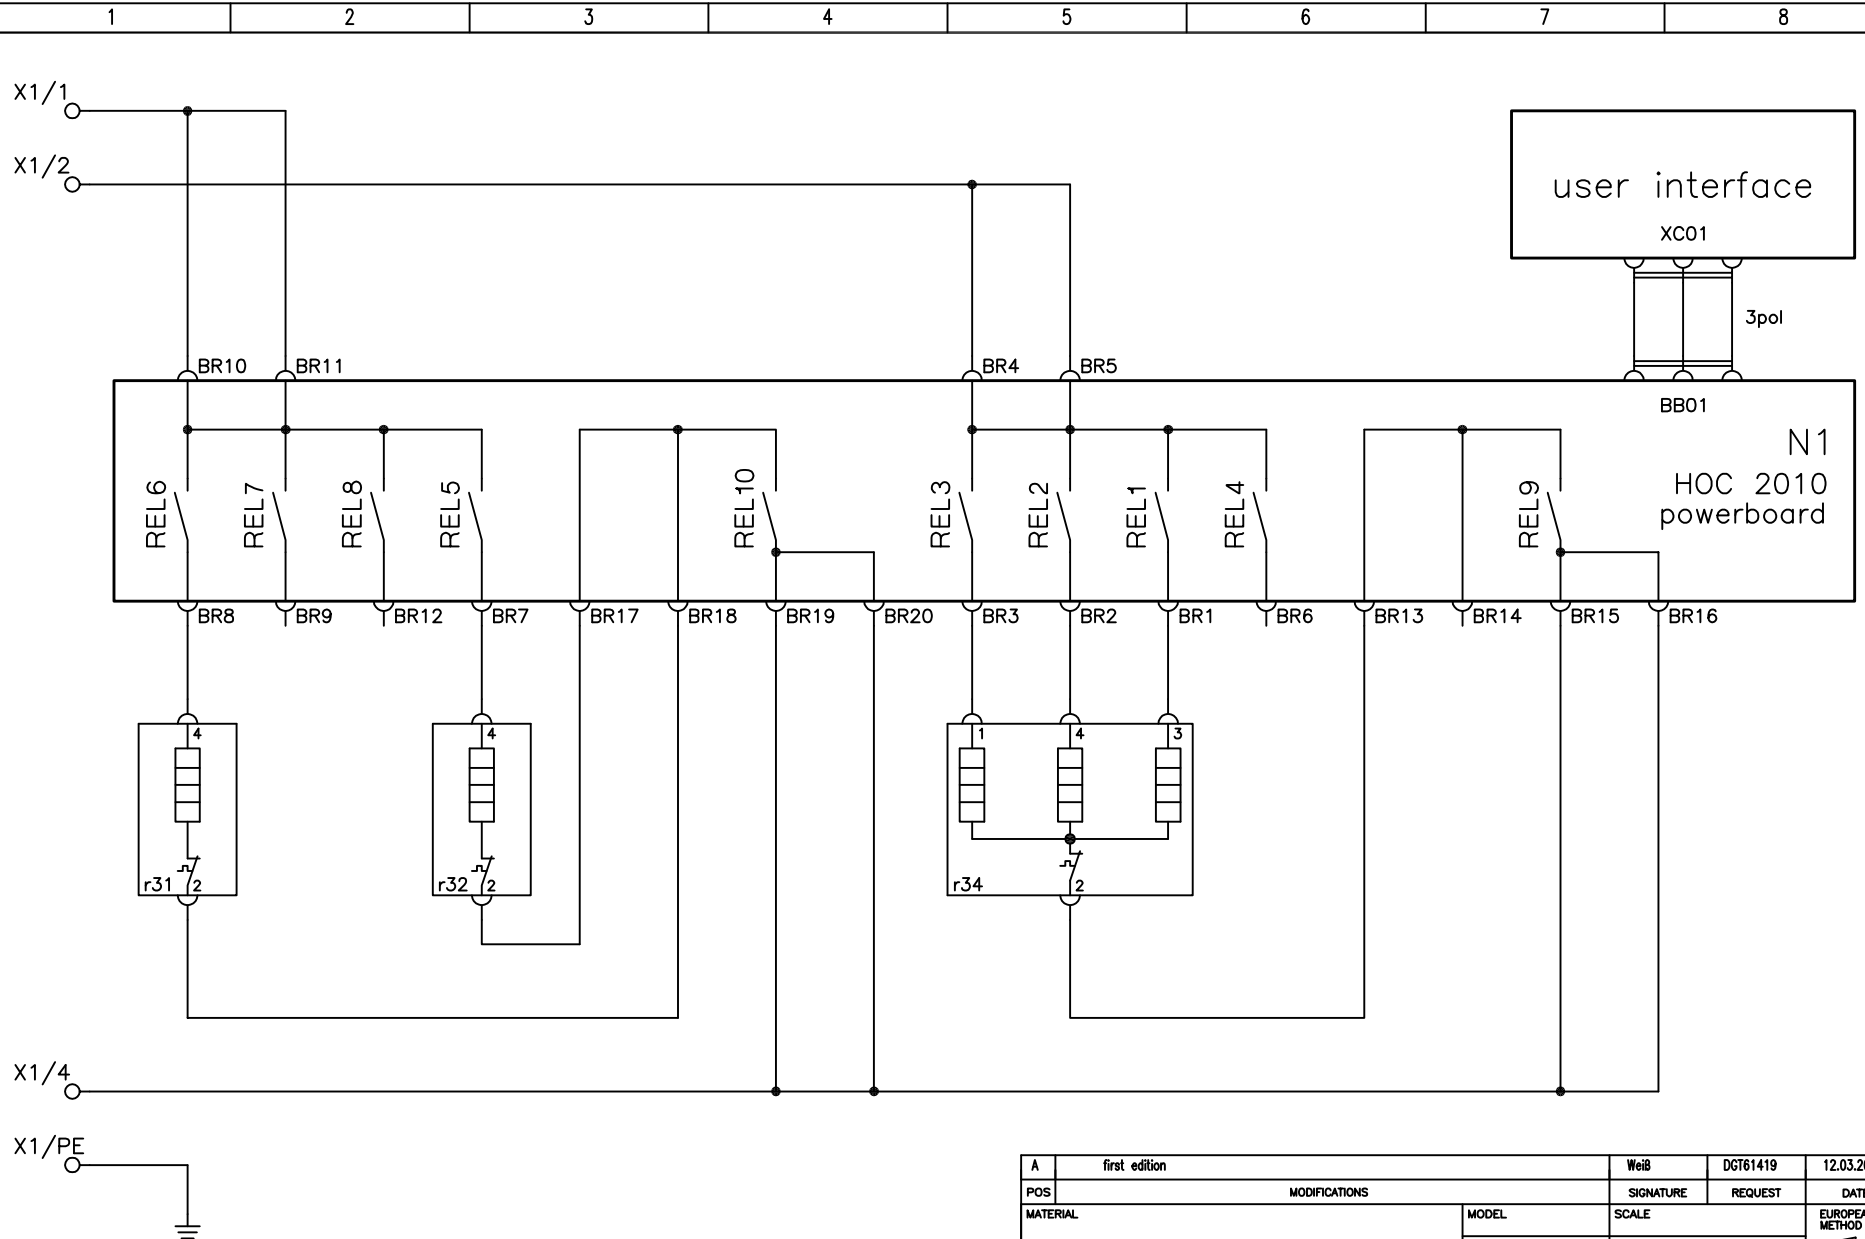 1 2 3 4 5 6 7 8
X1/1
X1/2
user interface
XC01
3pol
BR10 BR11 BR4 BR5
BB01
N1
HOC 2010
powerboard
REL6 REL7 REL8 REL5 REL10 REL3 REL2 REL1 REL4 REL9
BR8 BR9 BR12 BR7 BR17 BR18 BR19 BR20 BR3 BR2 BR1 BR6 BR13 BR14 BR15 BR16
4 4 1 4 3
r31 2 r32 2 r34 2
X1/4
X1/PE
A first edition Weiß DGT61419
POS MODIFICATIONS SIGNATURE REQUEST
MATERIAL MODEL SCALE
METHOD